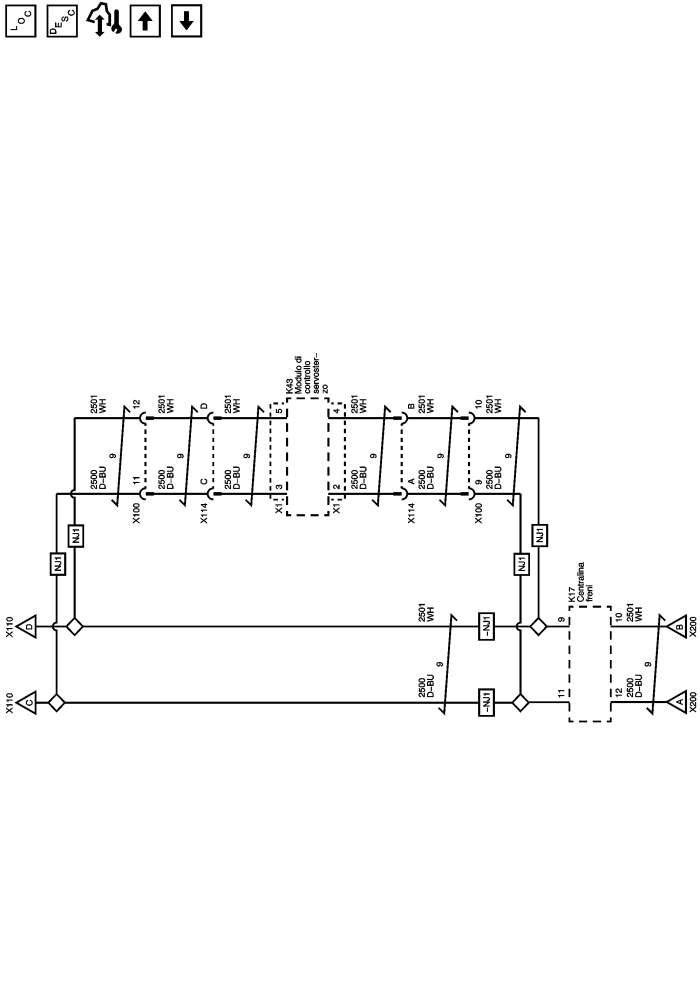 LOC
DESC
K43
Modulo di
controllo
servoster–
zo
2501
WH
12
2501
WH
D
2501
WH
5
4
2501
WH
B
2501
WH
10
2501
WH
9
9
9
9
9
9
2500
D–BU
11
2500
D–BU
C
2500
D–BU
3
2
2500
D–BU
A
2500
D–BU
9
2500
D–BU
X100
X114
X1
X1
X114
X100
NJ1
NJ1
NJ1
NJ1
K17
Centralina
freni
X110
D
2501
WH
–NJ1
9
10
2501
WH
B
X200
9
9
X110
C
2500
D–BU
–NJ1
11
12
2500
D–BU
A
X200